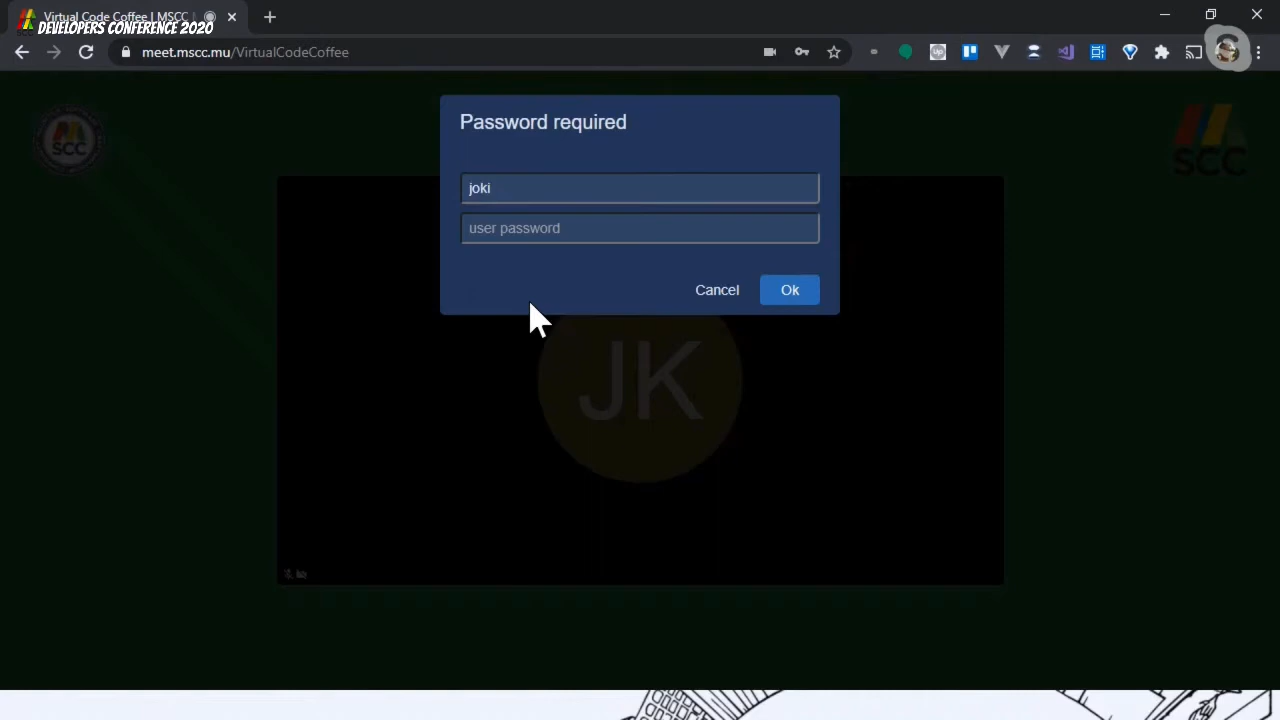 Virtual Code Coffee | MSCC
DEVELOPERS CONFERENCE 2020
meet.mscc.mu/VirtualCodeCoffee
Password required
SCC
SCC
joki
user password
Cancel
Ok
JK